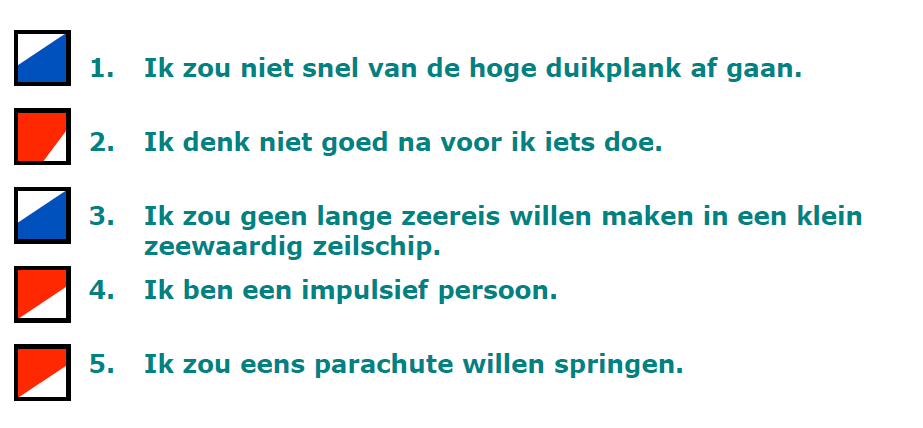 1. Ik zou niet snel van de hoge duikplank af gaan.
2. Ik denk niet goed na voor ik iets doe.
3. Ik zou geen lange zeereis willen maken in een klein
zeewaardig zeilschip.
4. Ik ben een impulsief persoon.
5. Ik zou eens parachute willen springen.